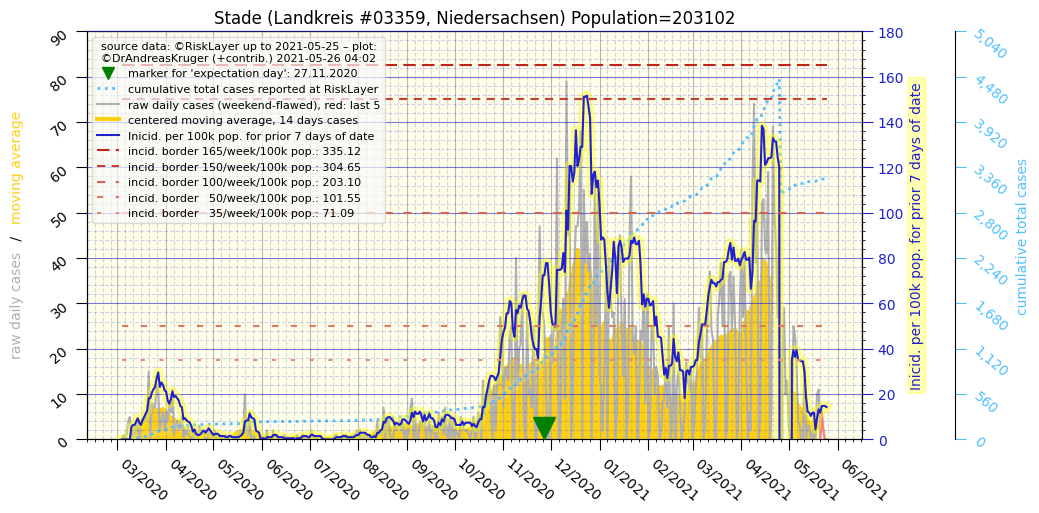 Stade (Landkreis #03359, Niedersachsen) Population=203102
source data: ©RiskLayer up to 2021-05-25 – plot:
©DrAndreasKruger (+contrib.) 2021-05-26 04:02
marker for 'expectation day': 27.11.2020
cumulative total cases reported at RiskLayer
raw daily cases (weekend-flawed), red: last 5
centered moving average, 14 days cases
Inicid. per 100k pop. for prior 7 days of date
incid. border 165/week/100k pop.: 335.12
incid. border 150/week/100k pop.: 304.65
incid. border 100/week/100k pop.: 203.10
incid. border   50/week/100k pop.: 101.55
incid. border   35/week/100k pop.: 71.09
raw daily cases / moving average
90
80
70
60
50
40
30
20
10
0
180
160
140
120
100
80
60
40
20
0
Inicid. per 100k pop. for prior 7 days of date
5,040
4,480
3,920
3,360
2,800
2,240
1,680
1,120
560
0
cumulative total cases
03/2020
04/2020
05/2020
06/2020
07/2020
08/2020
09/2020
10/2020
11/2020
12/2020
01/2021
02/2021
03/2021
04/2021
05/2021
06/2021